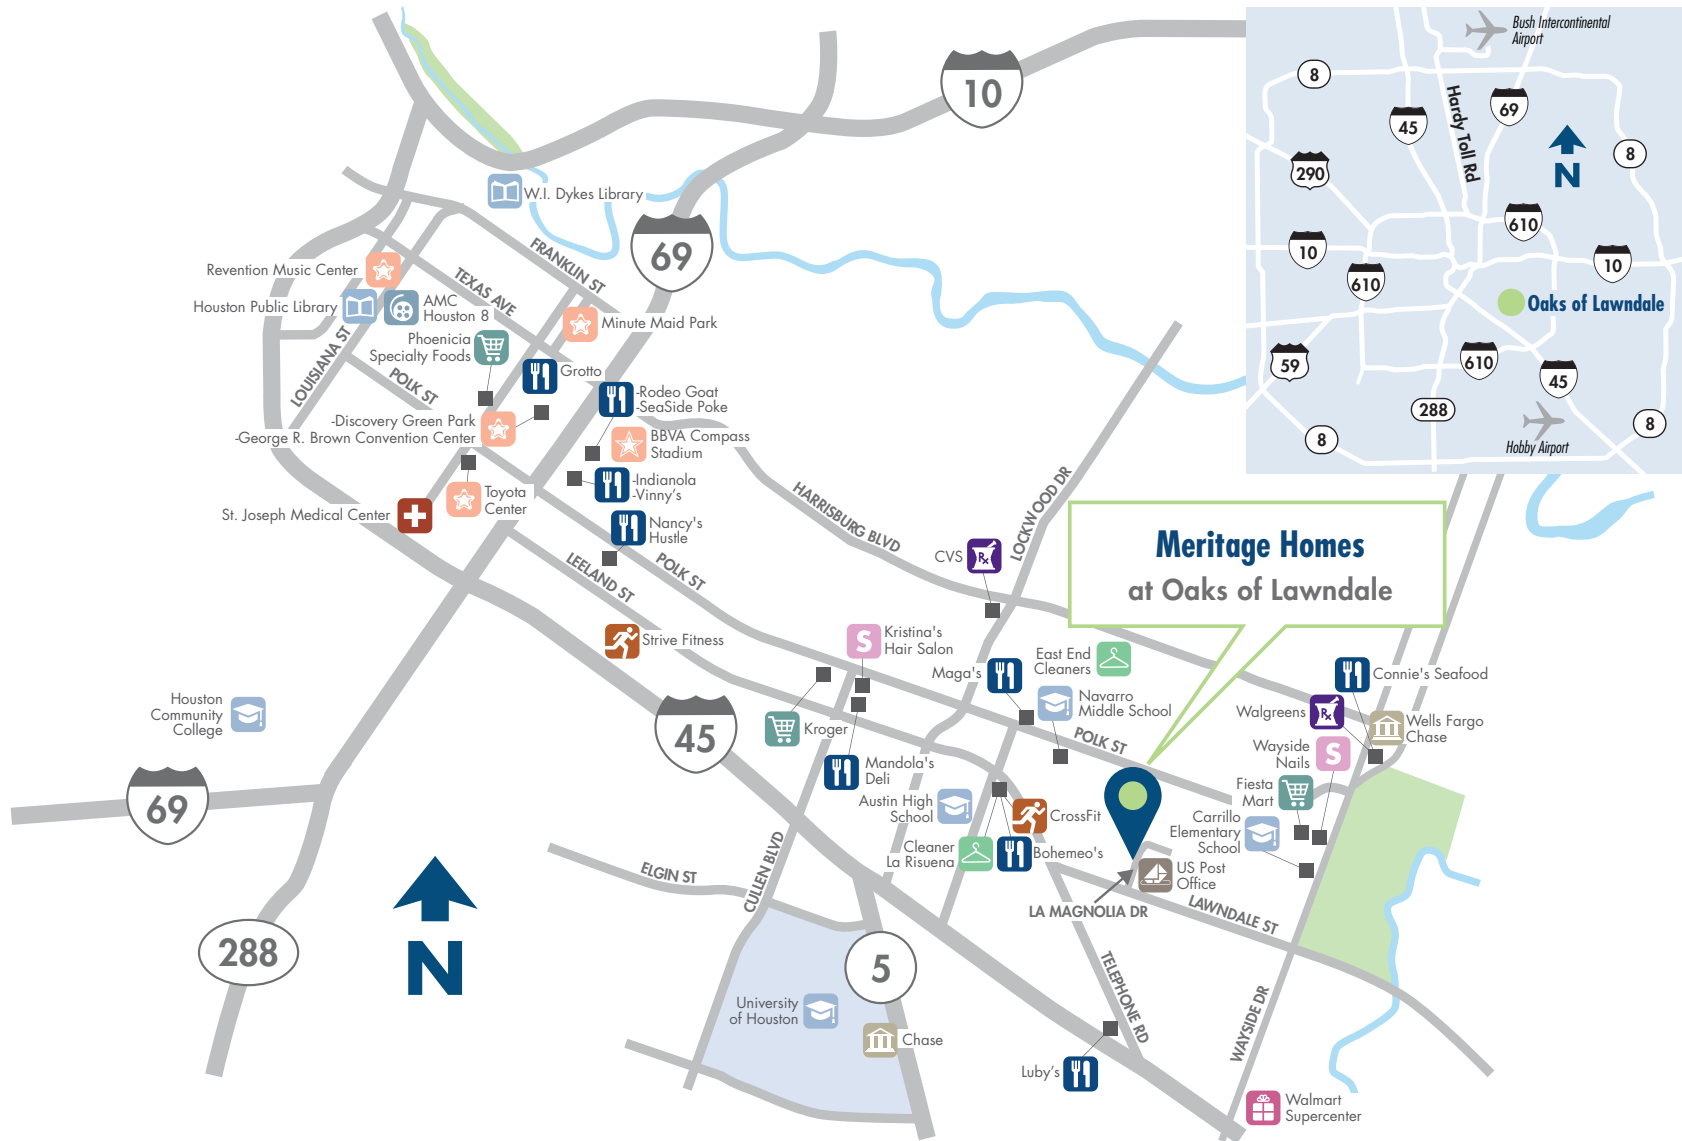 10
Bush Intercontinental
Airport
8
45
Hardy Toll Rd
69
8
290
N
610
10
10
610
Oaks of Lawndale
59
610
45
288
8
8
Hobby Airport
W.I. Dykes Library
69
FRANKLIN ST
TEXAS AVE
Revention Music Center
Houston Public Library
AMC
Houston 8
LOUISIANA ST
Minute Maid Park
Phoenicia
Specialty Foods
POLK ST
Grotto
-Rodeo Goat
-SeaSide Poke
-Discovery Green Park
-George R. Brown Convention Center
BBVA Compass
Stadium
-Indianola
-Vinny's
Toyota
Center
St. Joseph Medical Center
Nancy's
Hustle
HARRISBURG BLVD
LOCKWOOD DR
CVS
Meritage Homes
at Oaks of Lawndale
LEELAND ST
POLK ST
Strive Fitness
Kristina's
Hair Salon
Maga's
East End
Cleaners
Navarro
Middle School
Connie's Seafood
Walgreens
Wells Fargo
Chase
Houston
Community
College
45
Kroger
POLK ST
Wayside
Nails
Mandola's
Deli
Fiesta
Mart
69
Austin High
School
CrossFit
Carrillo
Elementary
School
Cleaner
La Risuena
Bohemeo's
US Post
Office
ELGIN ST
CULLEN BLVD
LA MAGNOLIA DR
LAWNDALE ST
N
288
5
TELEPHONE RD
WAYSIDE DR
University
of Houston
Chase
Luby's
Walmart
Supercenter
S
S
Rx
Rx